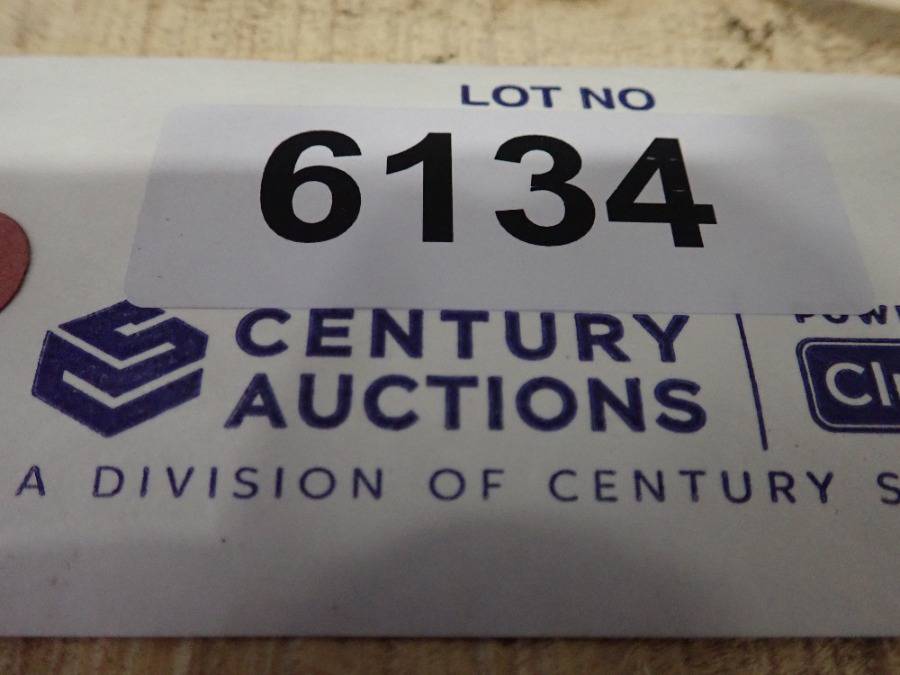 LOT NO
6134
CENTURY
AUCTIONS
A DIVISION OF CENTURY